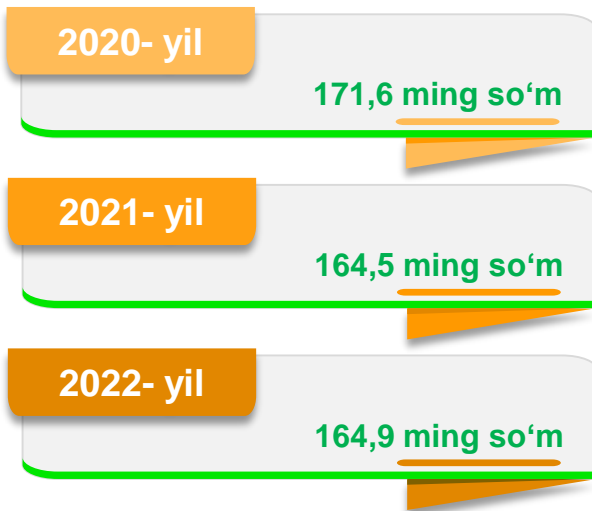 2020- yil
171,6 ming so‘m
2021- yil
164,5 ming so‘m
2022- yil
164,9 ming so‘m